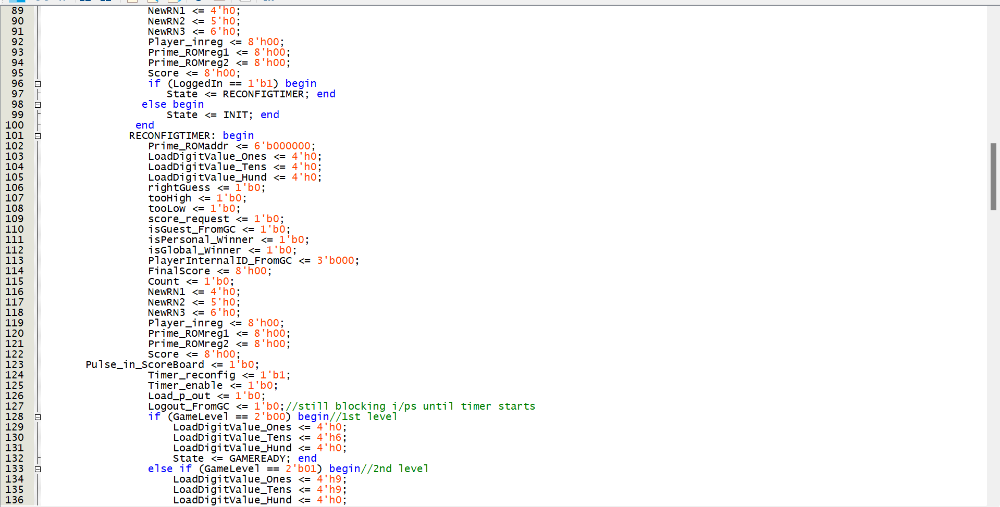 89 NewRN1 <= 4'h0;
90 NewRN2 <= 5'h0;
91 NewRN3 <= 6'h0;
92 Player_inreg <= 8'h00;
93 Prime_ROMreg1 <= 8'h00;
94 Prime_ROMreg2 <= 8'h00;
95 Score <= 8'h00;
96 if (LoggedIn == 1'b1) begin
97 State <= RECONFIGTIMER; end
98 else begin
99 State <= INIT; end
100 end
101 RECONFIGTIMER: begin
102 Prime_ROMaddr <= 6'b000000;
103 LoadDigitValue_Ones <= 4'h0;
104 LoadDigitValue_Tens <= 4'h0;
105 LoadDigitValue_Hund <= 4'h0;
106 rightGuess <= 1'b0;
107 tooHigh <= 1'b0;
108 tooLow <= 1'b0;
109 score_request <= 1'b0;
110 isGuest_FromGC <= 1'b0;
111 isPersonal_Winner <= 1'b0;
112 isGlobal_Winner <= 1'b0;
113 PlayerInternalID_FromGC <= 3'b000;
114 FinalScore <= 8'h00;
115 Count <= 1'b0;
116 NewRN1 <= 4'h0;
117 NewRN2 <= 5'h0;
118 NewRN3 <= 6'h0;
119 Player_inreg <= 8'h00;
120 Prime_ROMreg1 <= 8'h00;
121 Prime_ROMreg2 <= 8'h00;
122 Score <= 8'h00;
123 Pulse_in_ScoreBoard <= 1'b0;
124 Timer_reconfig <= 1'b1;
125 Timer_enable <= 1'b0;
126 Load_p_out <= 1'b0;
127 Logout_FromGC <= 1'b0;//still blocking i/ps until timer starts
128 if (GameLevel == 2'b00) begin//1st level
129 LoadDigitValue_Ones <= 4'h0;
130 LoadDigitValue_Tens <= 4'h6;
131 LoadDigitValue_Hund <= 4'h0;
132 State <= GAMEREADY; end
133 else if (GameLevel == 2'b01) begin//2nd level
134 LoadDigitValue_Ones <= 4'h9;
135 LoadDigitValue_Tens <= 4'h9;
136 LoadDigitValue_Hund <= 4'h0;